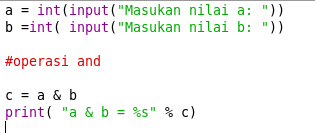 a = int(input("Masukan nilai a: "))
b =int( input("Masukan nilai b: "))
#operasi and
c = a & b
print( "a & b = %s" % c)